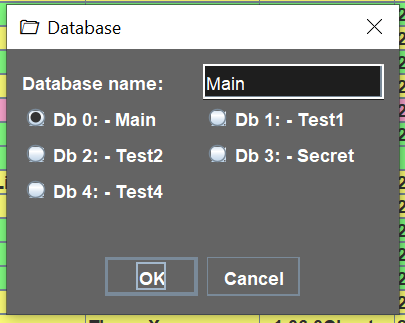 Database
Database name: Main
Db 0: - Main Db 1: - Test1
Db 2: - Test2 Db 3: - Secret
Db 4: - Test4
OK Cancel